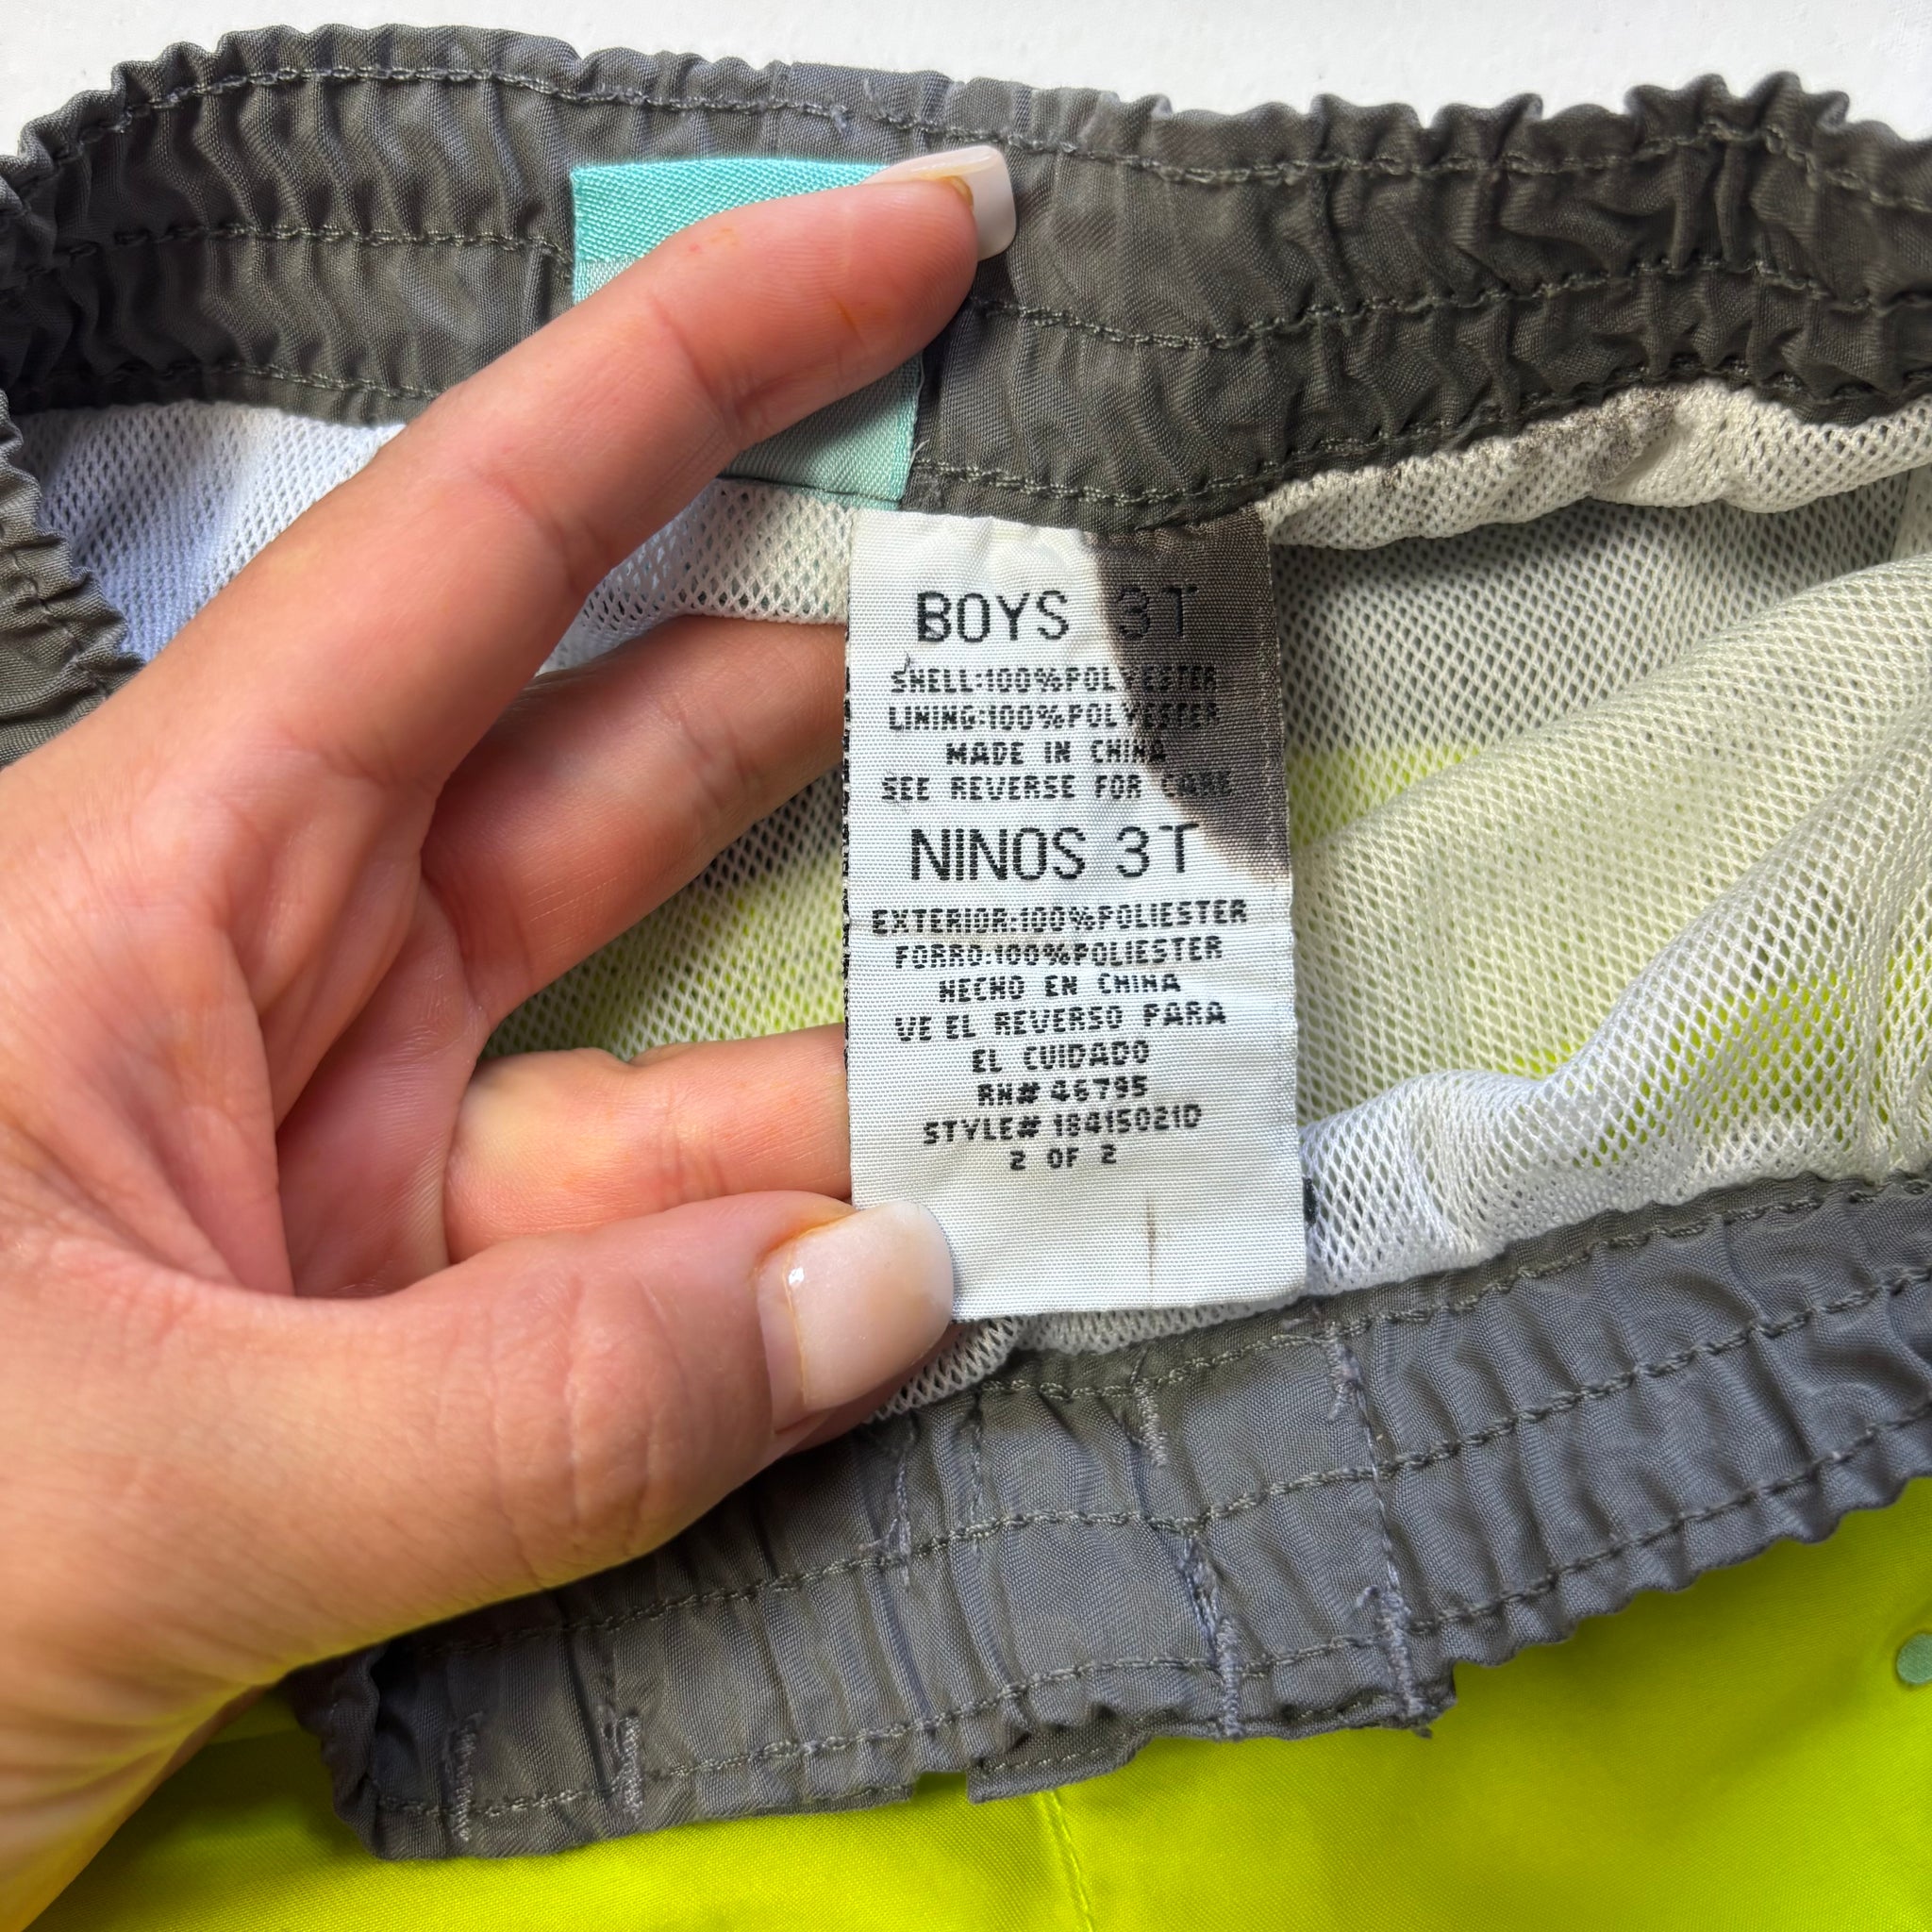 BOYS 3T
SHELL:100%POLYESTER
LINING:100%POLYESTER
MADE IN CHINA
SEE REVERSE FOR CARE
NINOS 3T
EXTERIOR:100%POLIESTER
FORRO:100%POLIESTER
HECHO EN CHINA
VE EL REVERSO PARA
EL CUIDADO
RN# 46795
STYLE# 18415021D
2 OF 2